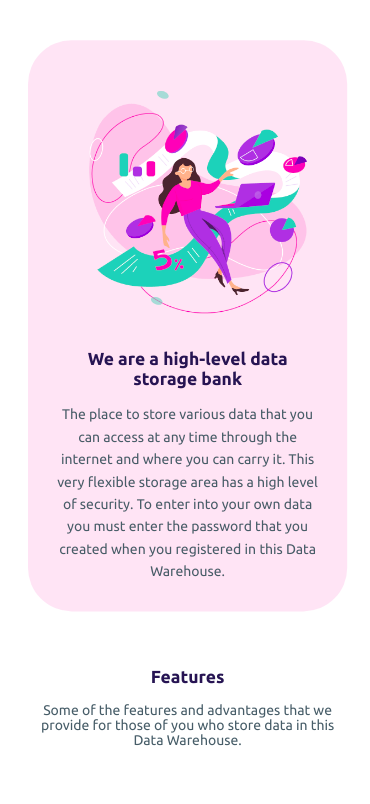 5%
We are a high-level data
storage bank
The place to store various data that you
can access at any time through the
internet and where you can carry it. This
very flexible storage area has a high level
of security. To enter into your own data
you must enter the password that you
created when you registered in this Data
Warehouse.
Features
Some of the features and advantages that we
provide for those of you who store data in this
Data Warehouse.